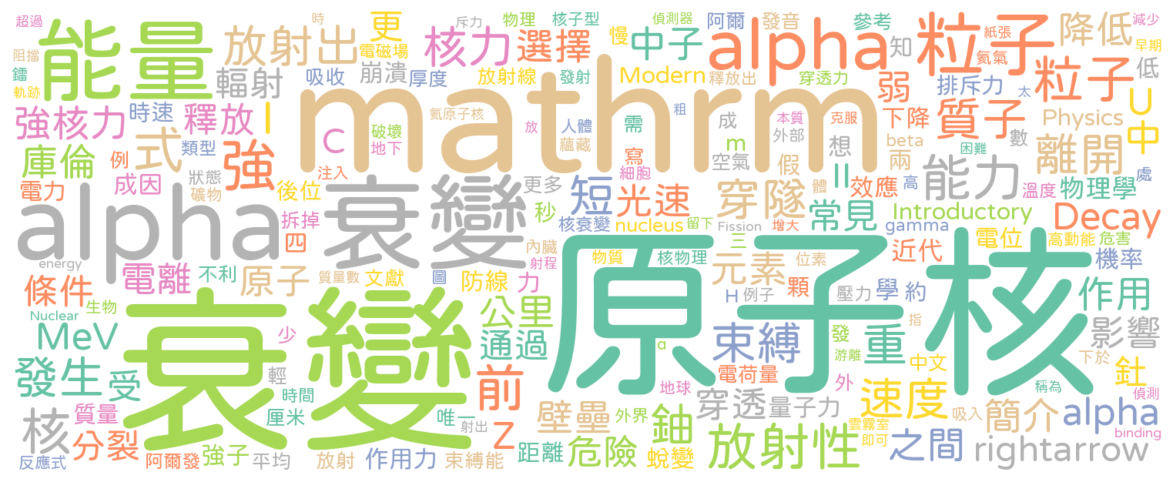 超過 時 物理 核子型 阿爾 發音 偵測器 參考 知 降低 減少
能量 放射出 更 核力 選擇 慢 中子 alpha 粒子 早期
阻擋 鐳 軌跡 輻射 電磁場 斥力 吸收 崩潰 厚度 放射線 發射 Modern 釋放出 穿透力 弱 排斥力 紙張 氦氣 低
強核力 時速 釋放 I mathrm 下降 質子 粒子 太 U 中
庫倫 式 例 類型 強 C 氦原子核 破壞 地下 粗 放 人體 蘊藏 需 成 空氣 m 寫 細胞 本質 外部 假 克服 想 beta 兩 數 困難 Physics 離開 處
電力 成因 狀態 礦物 後位 注入 更多 秒 短 光速 穿隧 體 II 效應 常見 高 能力 溫度 物理學
alpha 衰變 拆掉 四 核衰變 nucleus 留下 Fission 增大 gamma Introductory 近代 電位 高動能 危害 Decay
energy 電離 不利 原子 質量數 圖 文獻 內臟 射程 防線 力 物質 核物理 三 位素 元素 H 例子 顆 壓力 學 約 機率
條件 生物 Nuclear 少 公里 原子核 作用
MeV 衰變 通過 α 束縛 重 發 游離 指 中文 影響
發生 受 輕 時間 前 電荷量 外 速度 稱為 下於 釷 偵測
核 質量 厘米 唯一 壁壘 外界 地球 穿透 量子力 雲霧室 即可 吸入 簡介 alpha
反應式 分裂 阿爾發 強子 平均 放射 作用力 射出 束縛能 Z 距離 危險 鈾 蛻變 放射性 之間 rightarrow binding